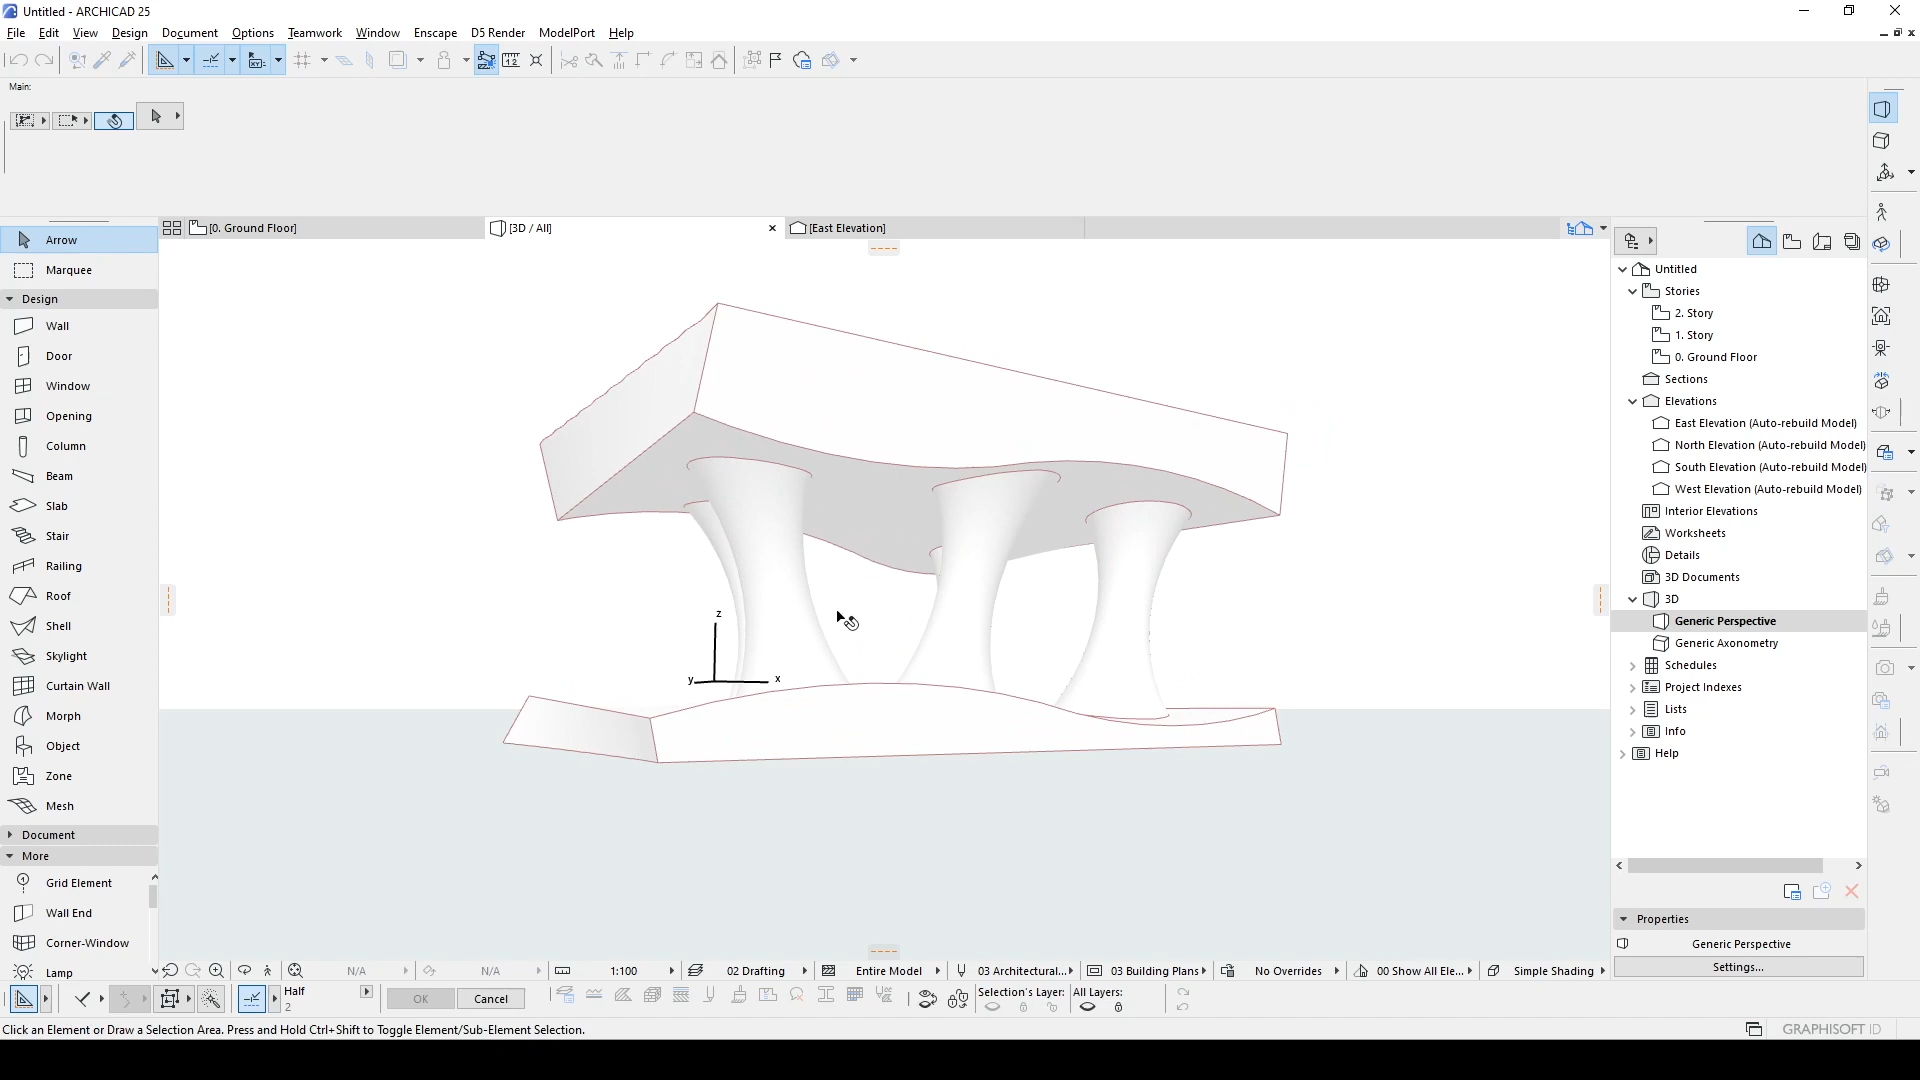 Untitled - ARCHICAD 25
File Edit View Design Document Options Teamwork Window Enscape D5 Render ModelPort Help
Main:
[0. Ground Floor]
[3D / All]
[East Elevation]
Arrow
Marquee
Design
Wall
Door
Window
Opening
Column
Beam
Slab
Stair
Railing
Roof
Shell
Skylight
Curtain Wall
Morph
Object
Zone
Mesh
Document
More
Grid Element
Wall End
Corner-Window
Lamp
z
y
x
Untitled
Stories
2. Story
1. Story
0. Ground Floor
Sections
Elevations
East Elevation (Auto-rebuild Model)
North Elevation (Auto-rebuild Model)
South Elevation (Auto-rebuild Model)
West Elevation (Auto-rebuild Model)
Interior Elevations
Worksheets
Details
3D Documents
3D
Generic Perspective
Generic Axonometry
Schedules
Project Indexes
Lists
Info
Help
Properties
Generic Perspective
Settings...
N/A
N/A
1:100
02 Drafting
Entire Model
03 Architectural...
03 Building Plans
No Overrides
00 Show All Ele...
Simple Shading
Half
2
OK
Cancel
Selection's Layer:
All Layers:
Click an Element or Draw a Selection Area. Press and Hold Ctrl+Shift to Toggle Element/Sub-Element Selection.
GRAPHISOFT ID